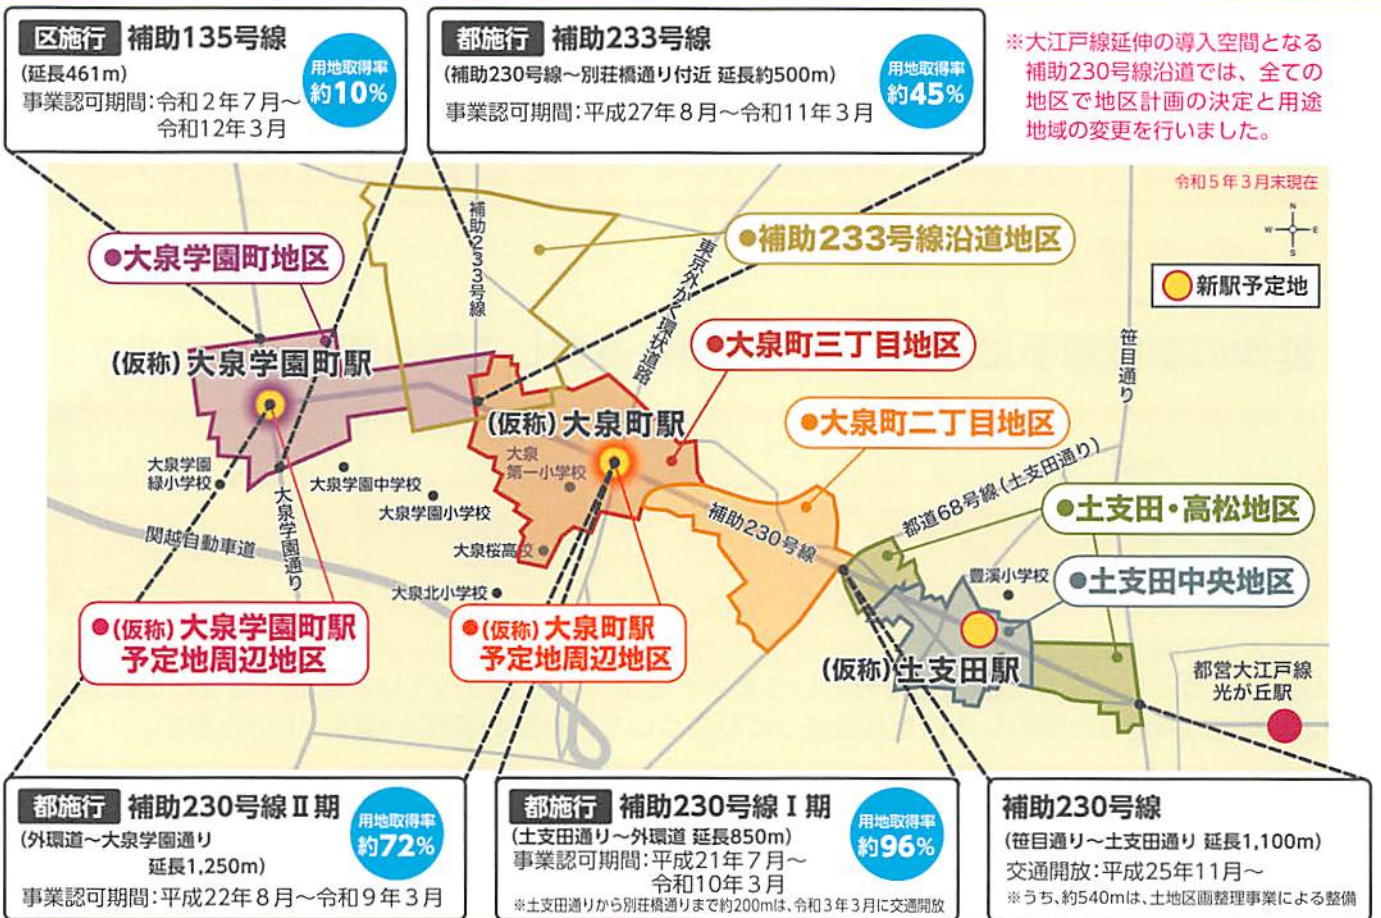 区施行 補助135号線
(延長461m)
事業認可期間:令和2年7月～
令和12年3月
用地取得率
約10%
都施行 補助233号線
(補助230号線～別荘橋通り付近 延長約500m)
事業認可期間:平成27年8月～令和11年3月
用地取得率
約45%
※大江戸線延伸の導入空間となる
補助230号線沿道では、全ての
地区で地区計画の決定と用途
地域の変更を行いました。
令和5年3月末現在
N
W E
S
新駅予定地
●大泉学園町地区
補助233号線
●補助233号線沿道地区
東京外かく環状道路
笹目通り
(仮称)大泉学園町駅
●大泉町三丁目地区
(仮称)大泉町駅
●大泉町二丁目地区
大泉
第一小学校
大泉学園
緑小学校
大泉学園中学校
大泉学園小学校
大泉学園通り
関越自動車道
大泉桜高校
大泉北小学校
補助230号線
都道68号線(土支田通り)
●土支田・高松地区
豊溪小学校
●土支田中央地区
●(仮称)大泉学園町駅
予定地周辺地区
●(仮称)大泉町駅
予定地周辺地区
(仮称)土支田駅
都営大江戸線
光が丘駅
都施行 補助230号線Ⅱ期
(外環道～大泉学園通り
延長1,250m)
事業認可期間:平成22年8月～令和9年3月
用地取得率
約72%
都施行 補助230号線Ⅰ期
(土支田通り～外環道 延長850m)
事業認可期間:平成21年7月～
令和10年3月
※土支田通りから別荘橋通りまで約200mは、令和3年3月に交通開放
用地取得率
約96%
補助230号線
(笹目通り～土支田通り 延長1,100m)
交通開放:平成25年11月～
※うち、約540mは、土地区画整理事業による整備